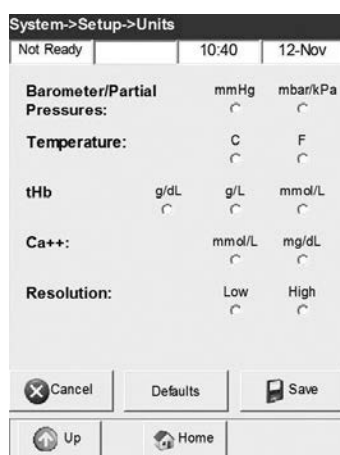 System->Setup->Units
Not Ready 10:40 12-Nov
Barometer/Partial mmHg mbar/kPa
Pressures:
Temperature: C F
tHb g/dL g/L mmol/L
Ca++: mmol/L mg/dL
Resolution: Low High
Cancel Defaults Save
Up Home